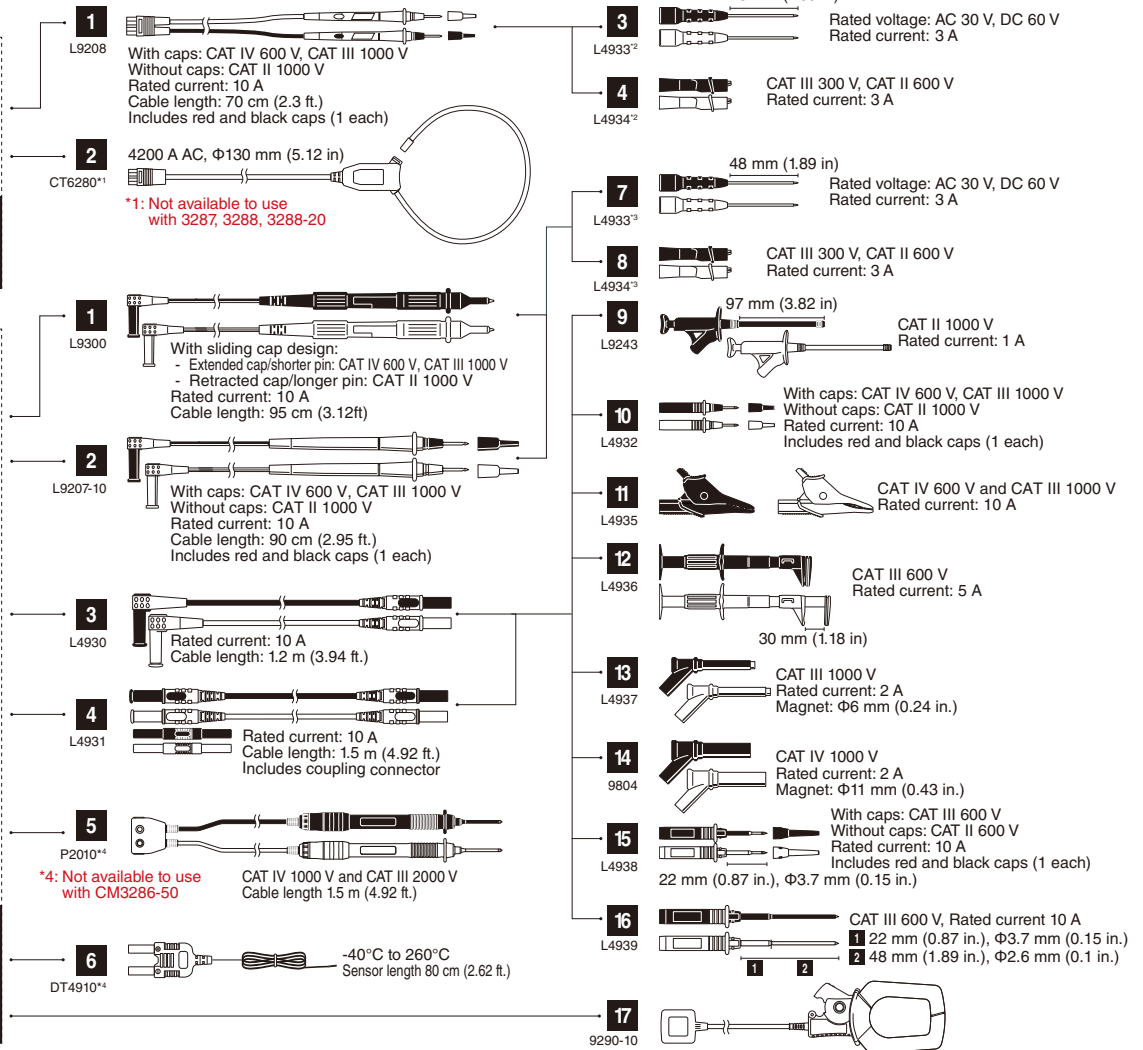 1
L9208
With caps: CAT IV 600 V, CAT III 1000 V
Without caps: CAT II 1000 V
Rated current: 10 A
Cable length: 70 cm (2.3 ft.)
Includes red and black caps (1 each)
2
CT6280*1
4200 A AC, Φ130 mm (5.12 in)
*1: Not available to use
with 3287, 3288, 3288-20
1
L9300
With sliding cap design:
- Extended cap/shorter pin: CAT IV 600 V, CAT III 1000 V
- Retracted cap/longer pin: CAT II 1000 V
Rated current: 10 A
Cable length: 95 cm (3.12ft)
2
L9207-10
With caps: CAT IV 600 V, CAT III 1000 V
Without caps: CAT II 1000 V
Rated current: 10 A
Cable length: 90 cm (2.95 ft.)
Includes red and black caps (1 each)
3
L4930
Rated current: 10 A
Cable length: 1.2 m (3.94 ft.)
4
L4931
Rated current: 10 A
Cable length: 1.5 m (4.92 ft.)
Includes coupling connector
5
P2010*4
*4: Not available to use
with CM3286-50
CAT IV 1000 V and CAT III 2000 V
Cable length 1.5 m (4.92 ft.)
6
DT4910*4
-40°C to 260°C
Sensor length 80 cm (2.62 ft.)
3
L4933*2
Rated voltage: AC 30 V, DC 60 V
Rated current: 3 A
4
L4934*2
CAT III 300 V, CAT II 600 V
Rated current: 3 A
7
L4933*3
48 mm (1.89 in)
Rated voltage: AC 30 V, DC 60 V
Rated current: 3 A
8
L4934*3
CAT III 300 V, CAT II 600 V
Rated current: 3 A
9
L9243
97 mm (3.82 in)
CAT II 1000 V
Rated current: 1 A
10
L4932
With caps: CAT IV 600 V, CAT III 1000 V
Without caps: CAT II 1000 V
Rated current: 10 A
Includes red and black caps (1 each)
11
L4935
CAT IV 600 V and CAT III 1000 V
Rated current: 10 A
12
L4936
CAT III 600 V
Rated current: 5 A
30 mm (1.18 in)
13
L4937
CAT III 1000 V
Rated current: 2 A
Magnet: Φ6 mm (0.24 in.)
14
9804
CAT IV 1000 V
Rated current: 2 A
Magnet: Φ11 mm (0.43 in.)
15
L4938
With caps: CAT III 600 V
Without caps: CAT II 600 V
Rated current: 10 A
Includes red and black caps (1 each)
22 mm (0.87 in.), Φ3.7 mm (0.15 in.)
16
L4939
CAT III 600 V, Rated current 10 A
1 22 mm (0.87 in.), Φ3.7 mm (0.15 in.)
2 48 mm (1.89 in.), Φ2.6 mm (0.1 in.)
1 2
17
9290-10